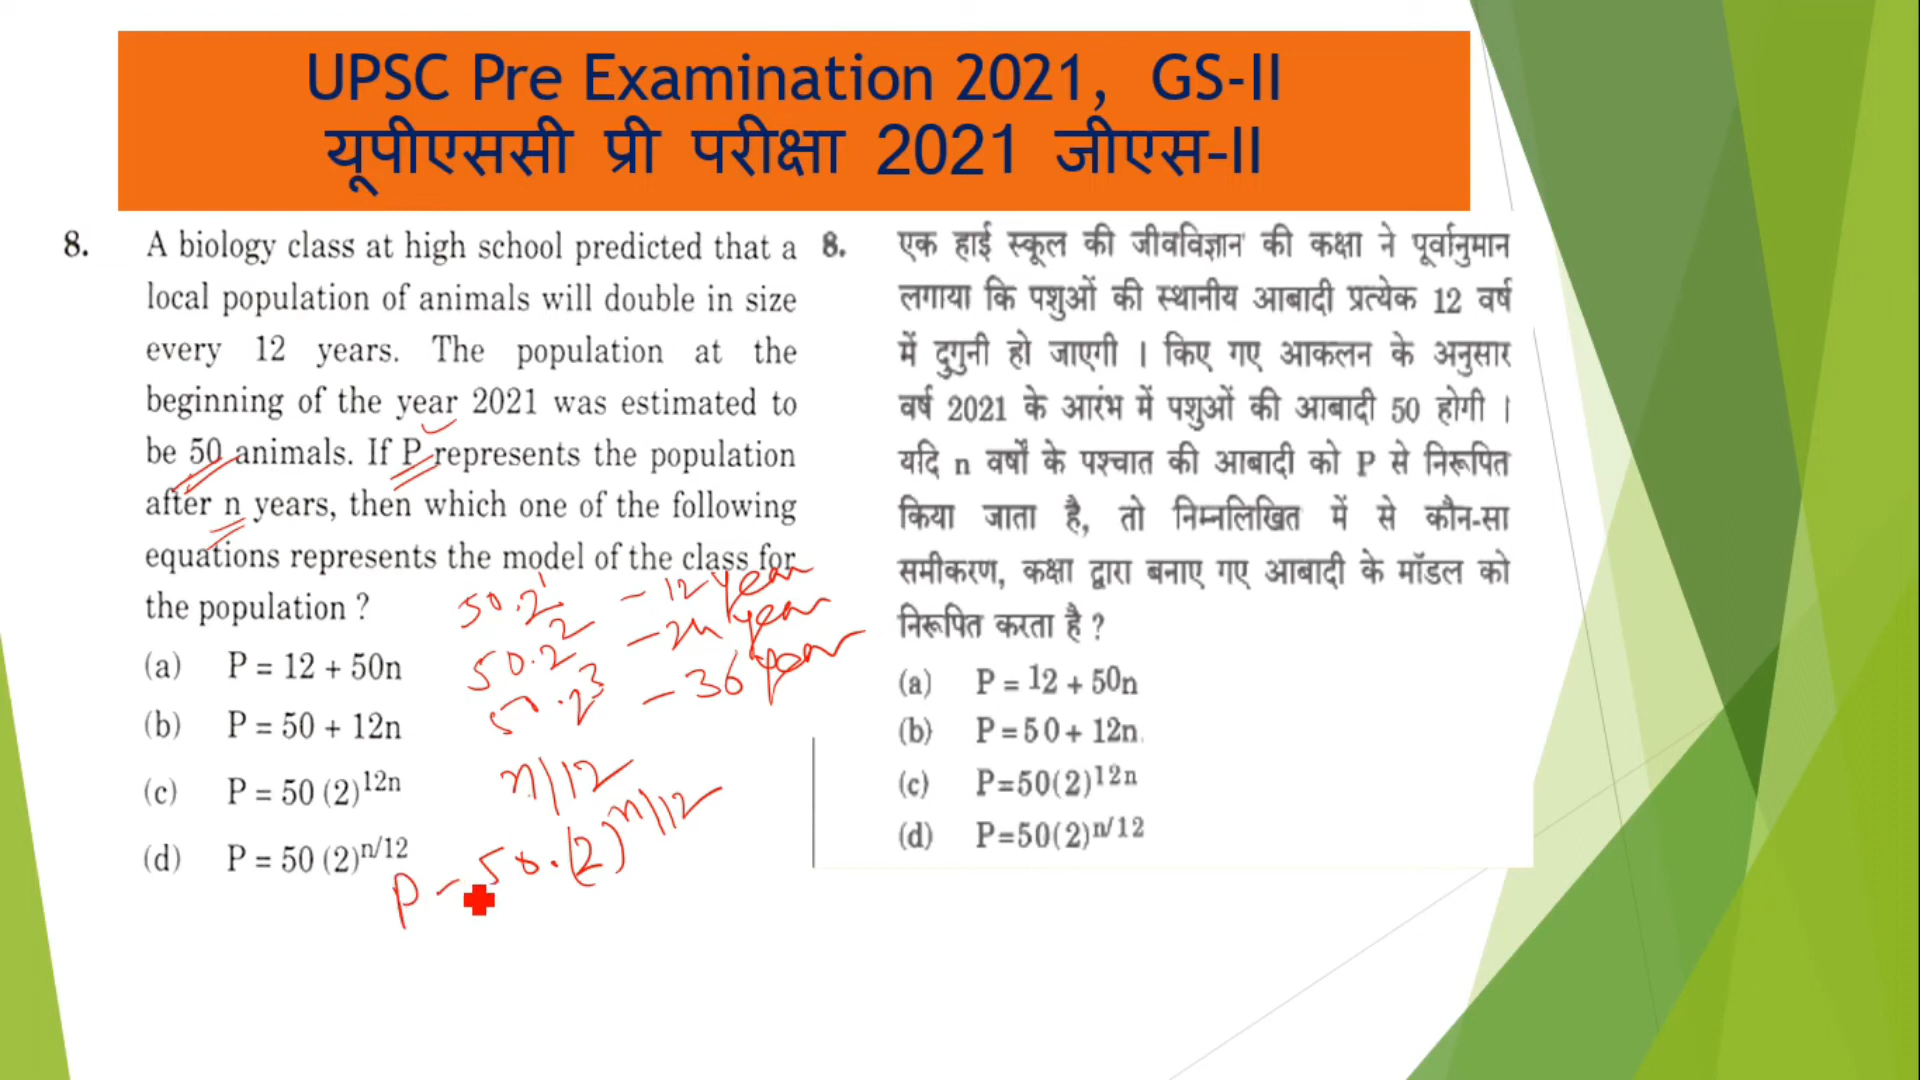 UPSC Pre Examination 2021, GS-II
यूपीएससी प्री परीक्षा 2021 जीएस-II
8. A biology class at high school predicted that a
local population of animals will double in size
every 12 years. The population at the
beginning of the year 2021 was estimated to
be 50 animals. If P represents the population
after n years, then which one of the following
equations represents the model of the class for
the population ?
(a) P = 12 + 50n
(b) P = 50 + 12n
(c) P = 50 (2)^12n
(d) P = 50 (2)^n/12
50.2^1 - 12 year
50.2^2 - 24 year
50.2^3 - 36 year
n/12
P - 50.(2)^n/12
8. एक हाई स्कूल की जीवविज्ञान की कक्षा ने पूर्वानुमान
लगाया कि पशुओं की स्थानीय आबादी प्रत्येक 12 वर्ष
में दुगुनी हो जाएगी । किए गए आकलन के अनुसार
वर्ष 2021 के आरंभ में पशुओं की आबादी 50 होगी ।
यदि n वर्षों के पश्चात की आबादी को P से निरूपित
किया जाता है, तो निम्नलिखित में से कौन-सा
समीकरण, कक्षा द्वारा बनाए गए आबादी के मॉडल को
निरूपित करता है ?
(a) P = 12 + 50n
(b) P = 50 + 12n
(c) P=50(2)^12n
(d) P=50(2)^n/12